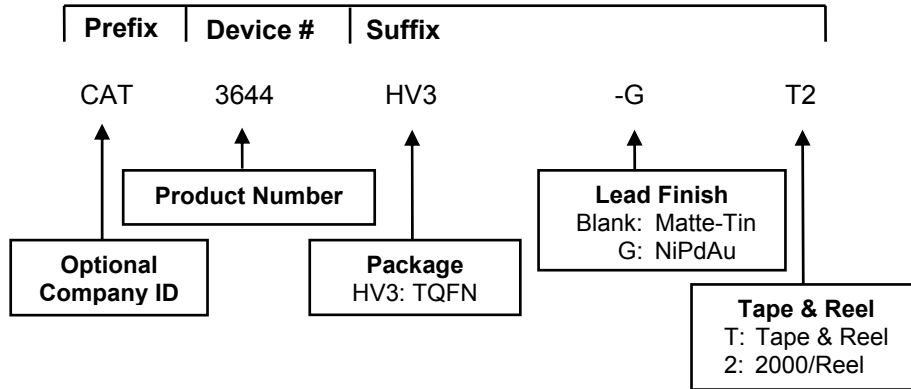 Prefix Device # Suffix
CAT 3644 HV3 -G T2
Product Number
Optional
Company ID
Package
HV3: TQFN
Lead Finish
Blank: Matte-Tin
G: NiPdAu
Tape & Reel
T: Tape & Reel
2: 2000/Reel